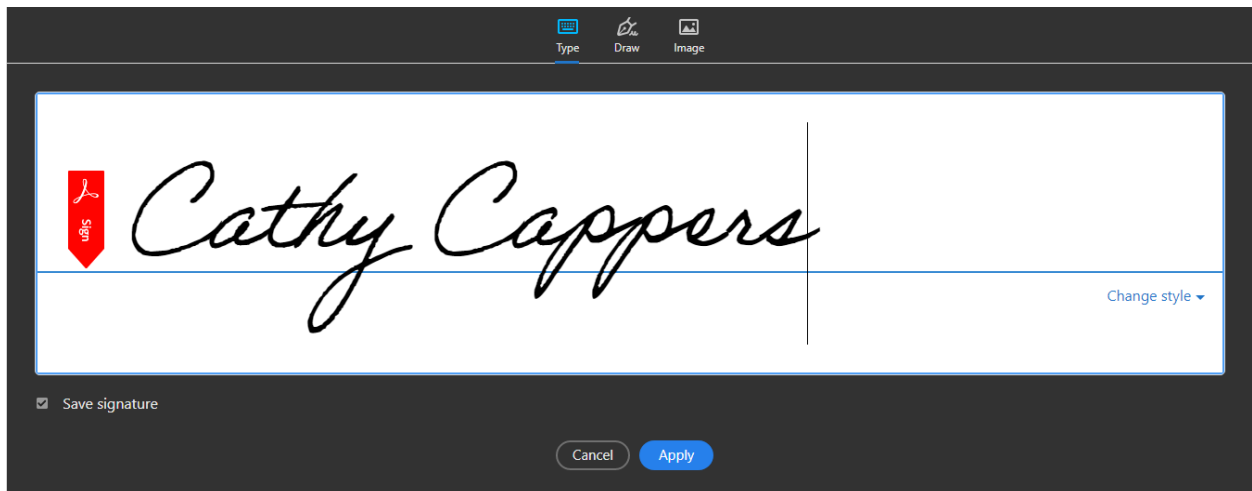 Type Draw Image
Sign
Cathy Cappers
Change style
Save signature
Cancel Apply